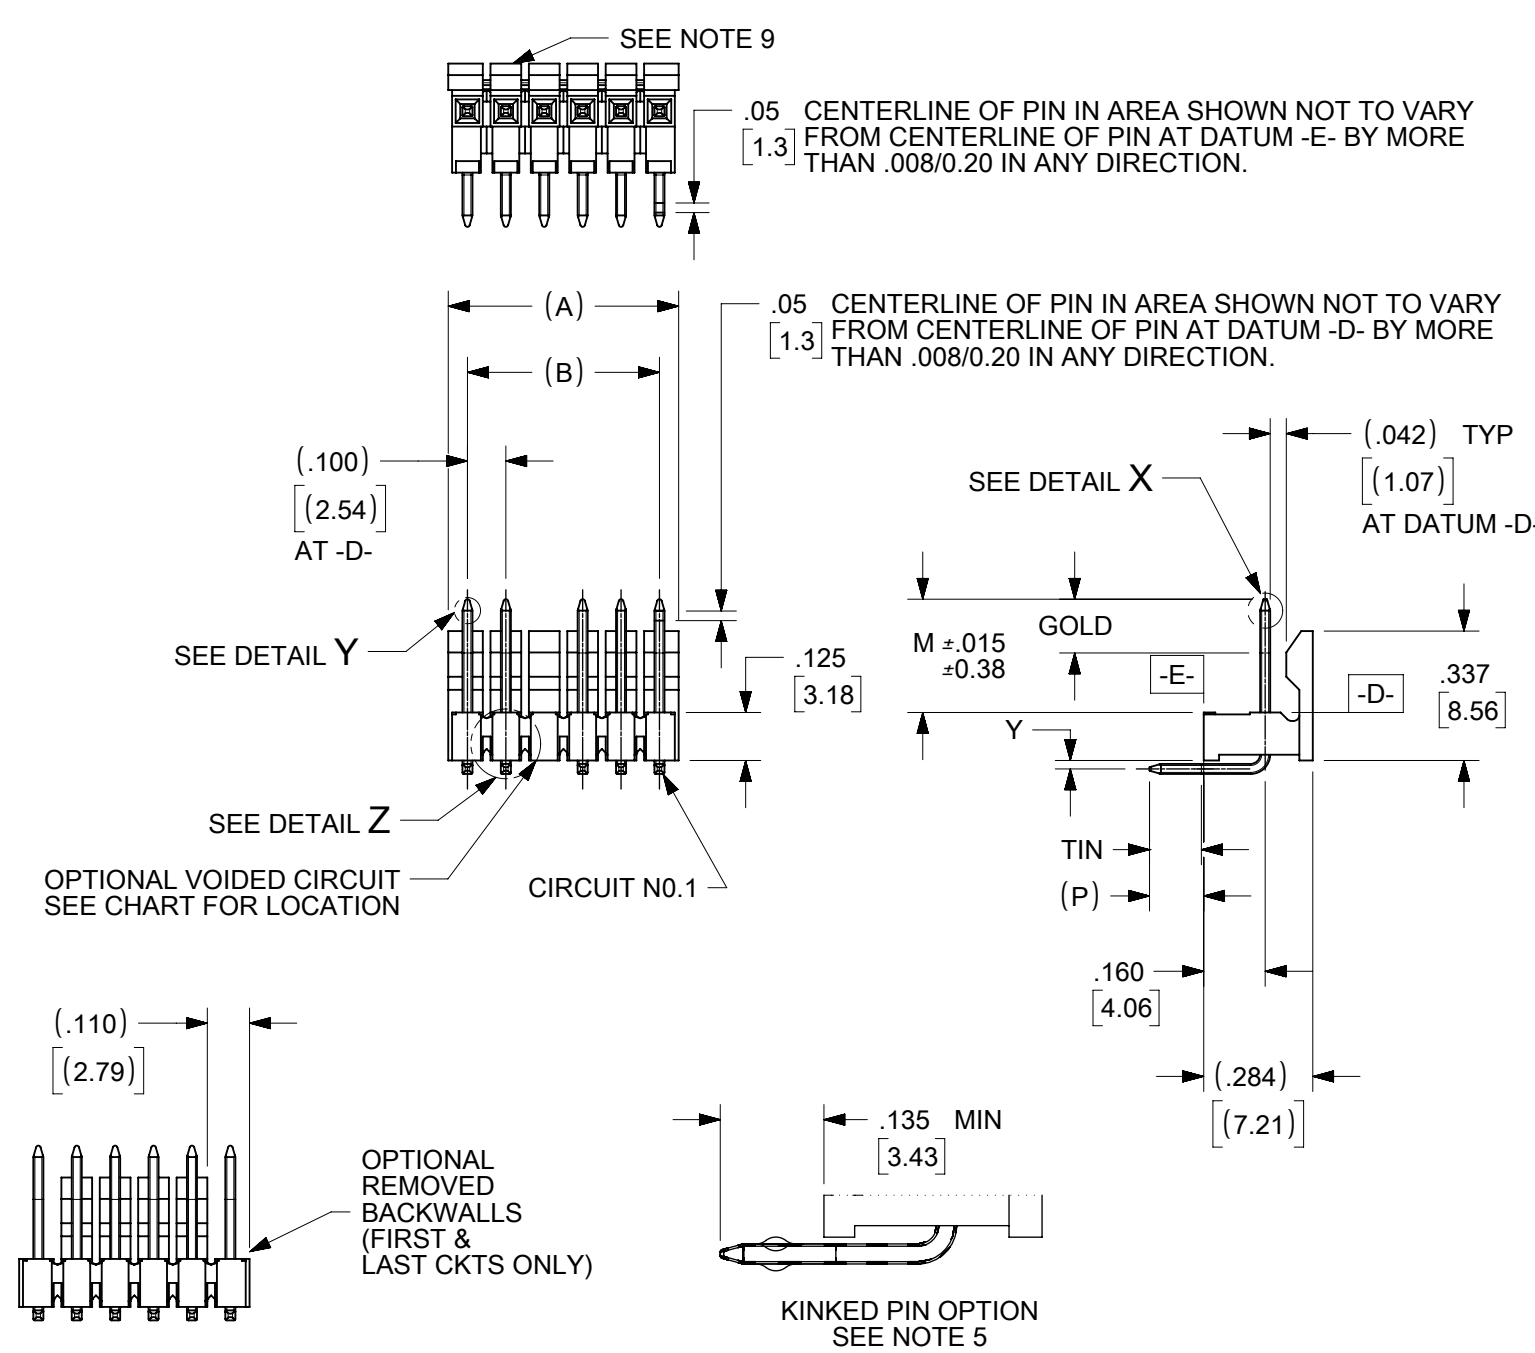 SEE NOTE 9
.05 CENTERLINE OF PIN IN AREA SHOWN NOT TO VARY
[1.3] FROM CENTERLINE OF PIN AT DATUM -E- BY MORE
THAN .008/0.20 IN ANY DIRECTION.
(A)
.05 CENTERLINE OF PIN IN AREA SHOWN NOT TO VARY
[1.3] FROM CENTERLINE OF PIN AT DATUM -D- BY MORE
THAN .008/0.20 IN ANY DIRECTION.
(B)
(.100)
[(2.54)]
AT -D-
(.042) TYP
[(1.07)]
AT DATUM -D-
SEE DETAIL X
SEE DETAIL Y
.125
[3.18]
M ±.015
±0.38
GOLD
-E-
-D-
.337
[8.56]
Y
SEE DETAIL Z
OPTIONAL VOIDED CIRCUIT
SEE CHART FOR LOCATION
CIRCUIT N0.1
TIN
(P)
.160
[4.06]
(.284)
[(7.21)]
(.110)
[(2.79)]
OPTIONAL
REMOVED
BACKWALLS
(FIRST &
LAST CKTS ONLY)
.135 MIN
[3.43]
KINKED PIN OPTION
SEE NOTE 5